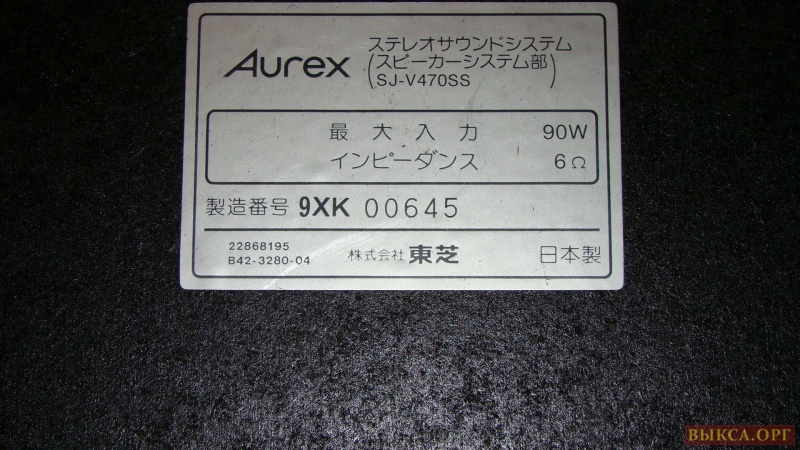 Aurex
ステレオサウンドシステム
(スピーカーシステム部)
SJ-V470SS
最大入力 90W
インピーダンス 6Ω
製造番号 9XK 00645
22868195
B42-3280-04
株式会社 東芝 日本製
ВЫКСА.ОРГ